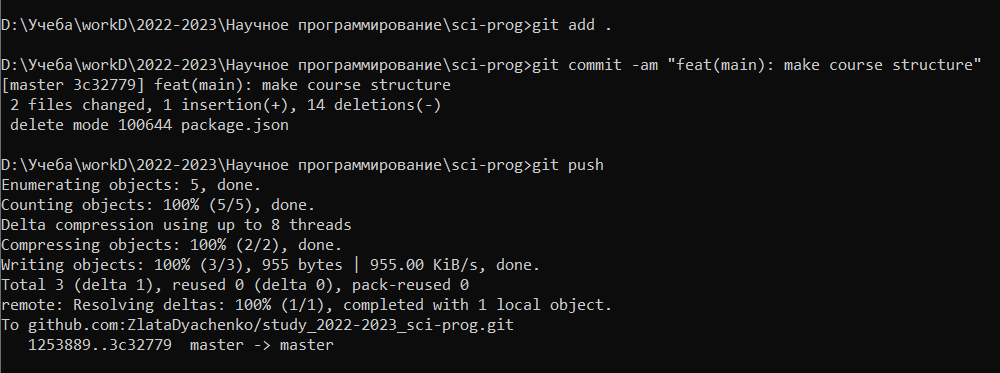 D:\Учеба\workD\2022-2023\Научное программирование\sci-prog>git add .
D:\Учеба\workD\2022-2023\Научное программирование\sci-prog>git commit -am "feat(main): make course structure"
[master 3c32779] feat(main): make course structure
 2 files changed, 1 insertion(+), 14 deletions(-)
 delete mode 100644 package.json
D:\Учеба\workD\2022-2023\Научное программирование\sci-prog>git push
Enumerating objects: 5, done.
Counting objects: 100% (5/5), done.
Delta compression using up to 8 threads
Compressing objects: 100% (2/2), done.
Writing objects: 100% (3/3), 955 bytes | 955.00 KiB/s, done.
Total 3 (delta 1), reused 0 (delta 0), pack-reused 0
remote: Resolving deltas: 100% (1/1), completed with 1 local object.
To github.com:ZlataDyachenko/study_2022-2023_sci-prog.git
   1253889..3c32779  master -> master